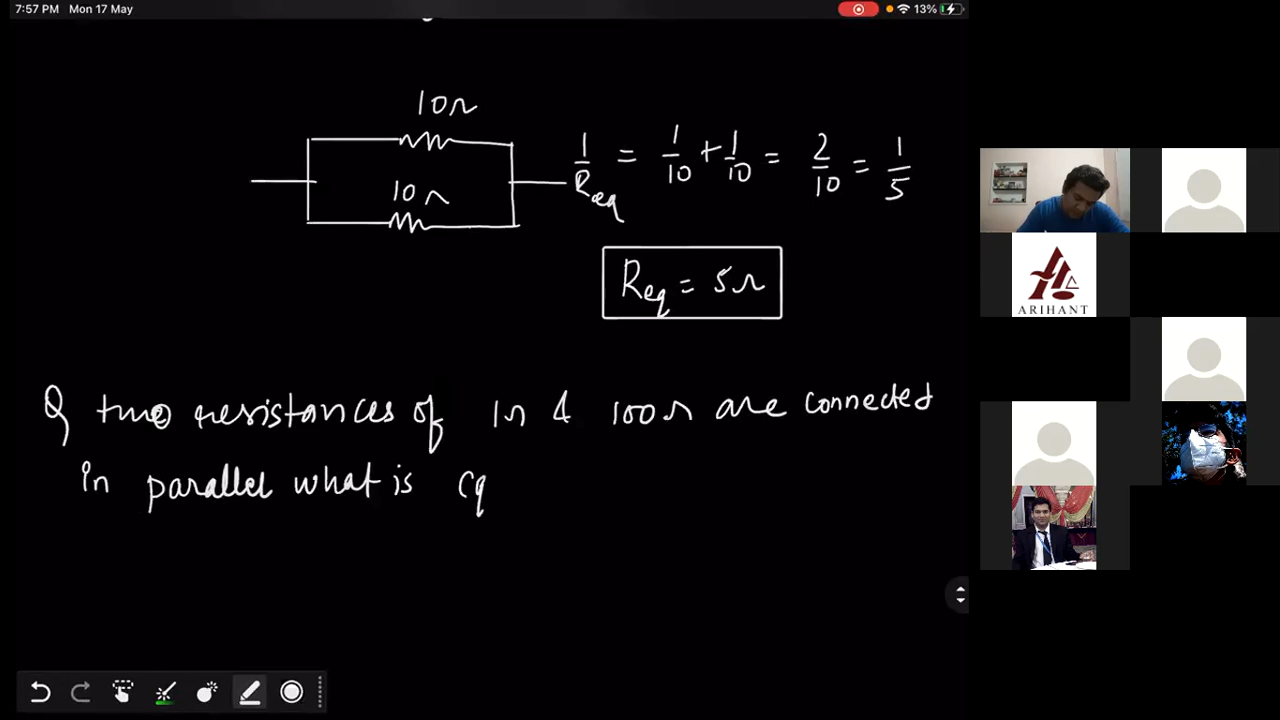 7:57 PM Mon 17 May
13%
10Ω
10Ω
1/Req = 1/10 + 1/10 = 2/10 = 1/5
Req = 5Ω
ARIHANT
Q two resistances of 1Ω & 100Ω are connected
In parallel what is eq